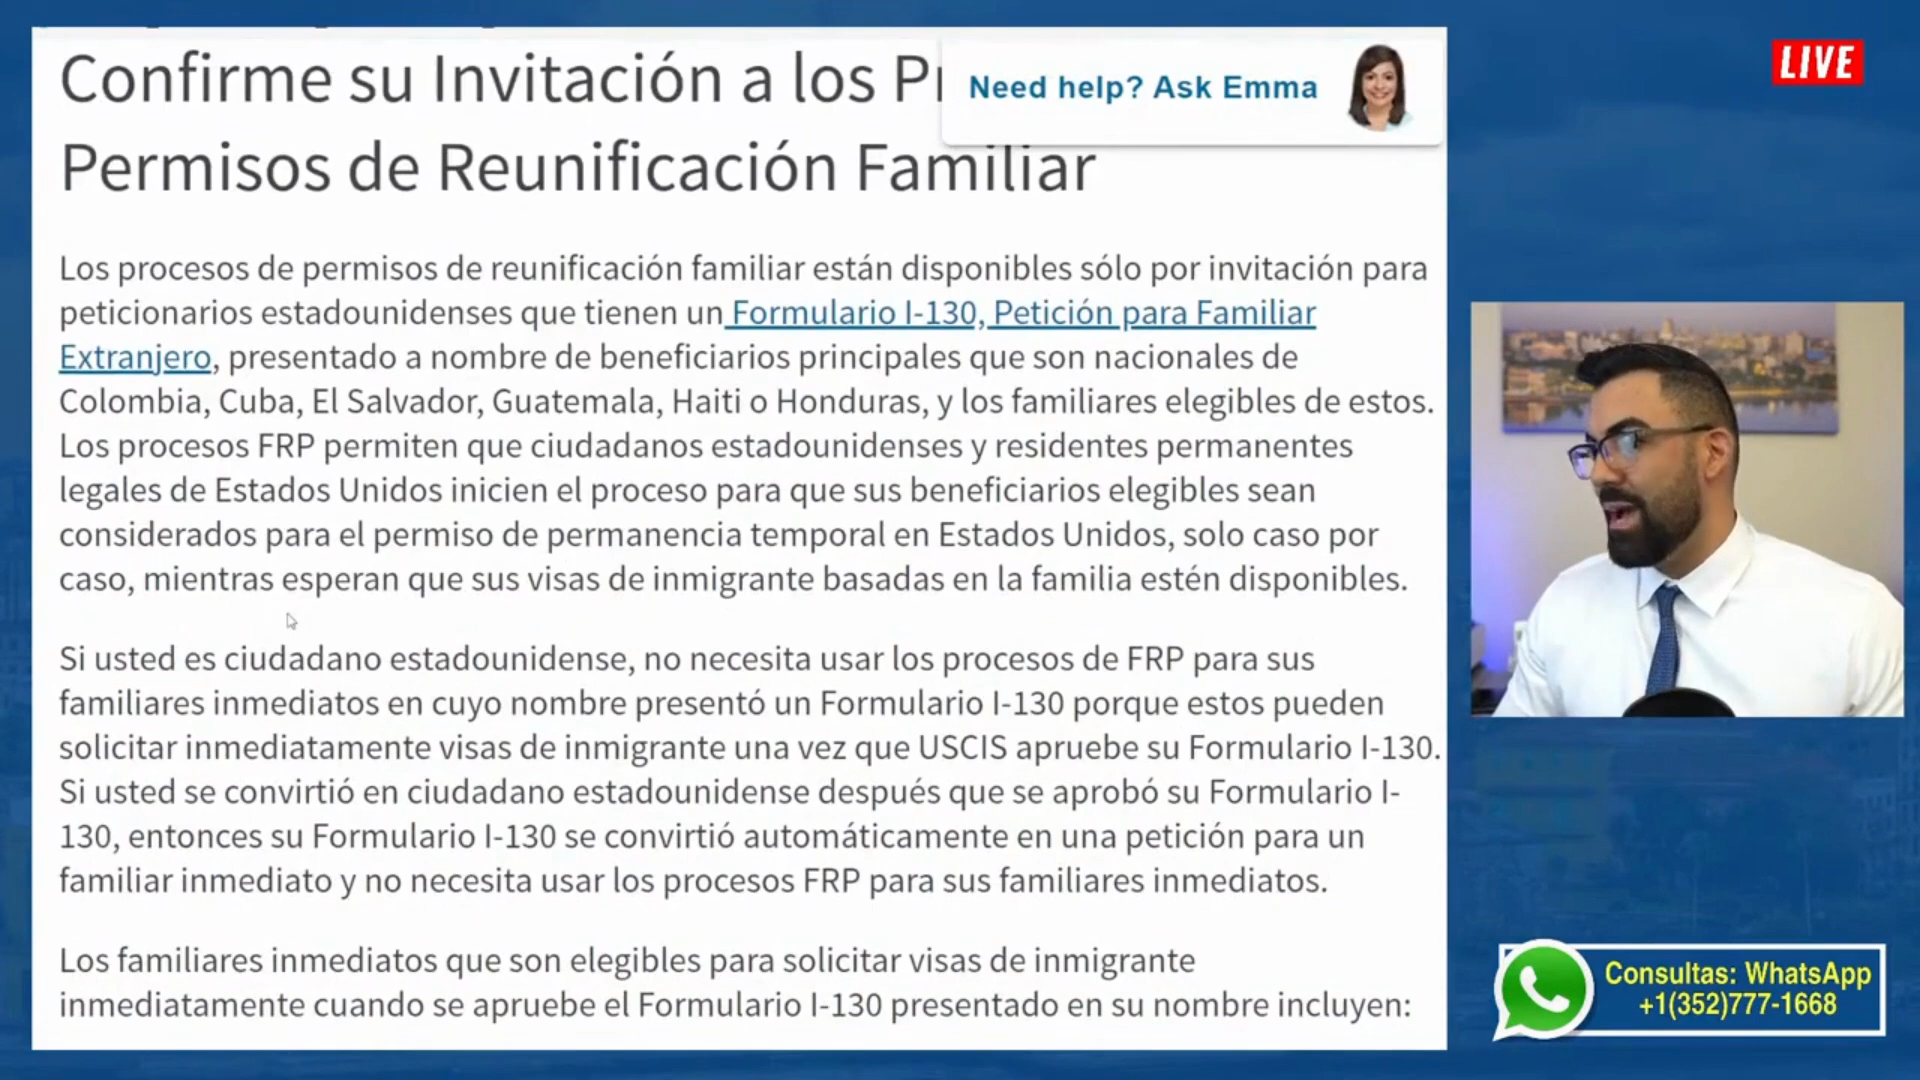 Confirme su Invitación a los
Need help? Ask Emma
Permisos de Reunificación Familiar
LIVE
Los procesos de permisos de reunificación familiar están disponibles sólo por invitación para
peticionarios estadounidenses que tienen un Formulario I-130, Petición para Familiar
Extranjero, presentado a nombre de beneficiarios principales que son nacionales de
Colombia, Cuba, El Salvador, Guatemala, Haiti o Honduras, y los familiares elegibles de estos.
Los procesos FRP permiten que ciudadanos estadounidenses y residentes permanentes
legales de Estados Unidos inicien el proceso para que sus beneficiarios elegibles sean
considerados para el permiso de permanencia temporal en Estados Unidos, solo caso por
caso, mientras esperan que sus visas de inmigrante basadas en la familia estén disponibles.
Si usted es ciudadano estadounidense, no necesita usar los procesos de FRP para sus
familiares inmediatos en cuyo nombre presentó un Formulario I-130 porque estos pueden
solicitar inmediatamente visas de inmigrante una vez que USCIS apruebe su Formulario I-130.
Si usted se convirtió en ciudadano estadounidense después que se aprobó su Formulario I-
130, entonces su Formulario I-130 se convirtió automáticamente en una petición para un
familiar inmediato y no necesita usar los procesos FRP para sus familiares inmediatos.
Los familiares inmediatos que son elegibles para solicitar visas de inmigrante
inmediatamente cuando se apruebe el Formulario I-130 presentado en su nombre incluyen:
Consultas: WhatsApp
+1(352)777-1668